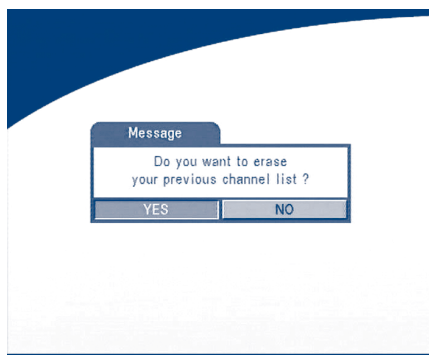 Message
Do you want to erase
your previous channel list ?
YES
NO